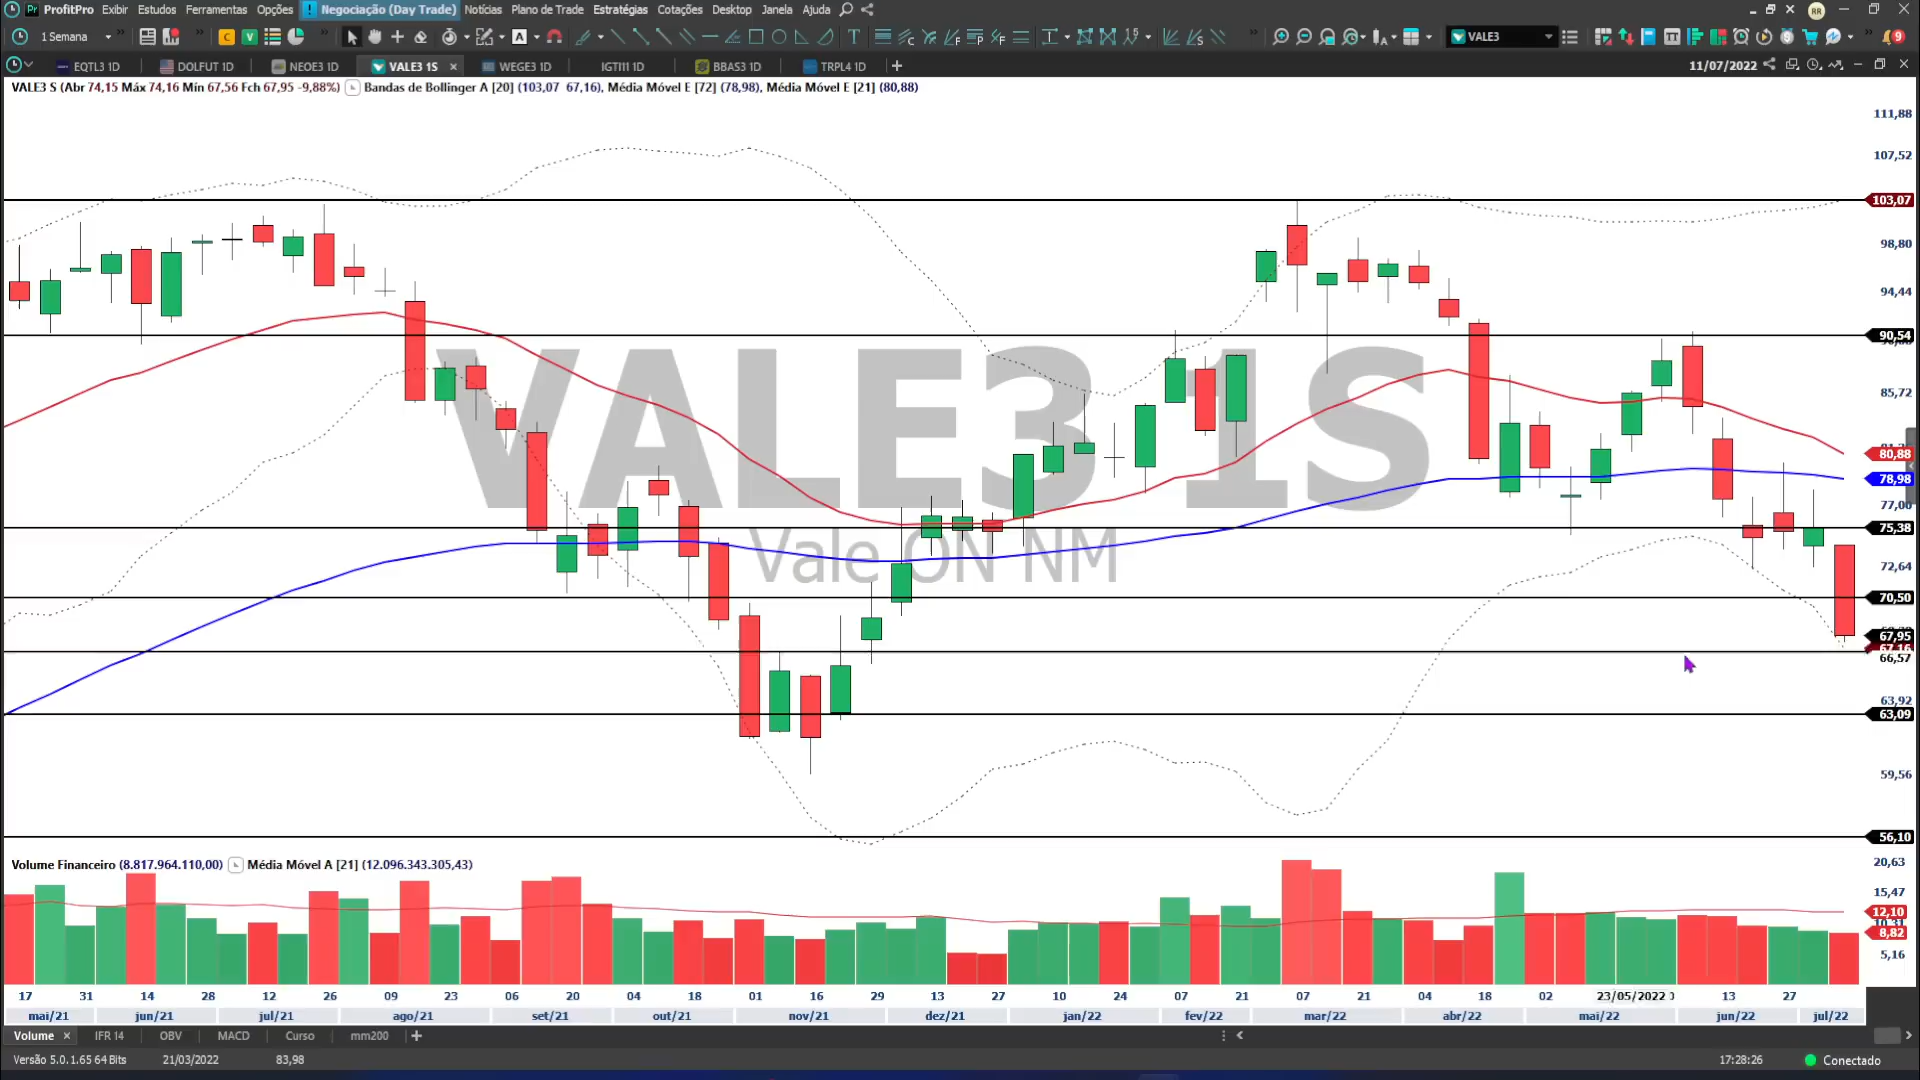 ProfitPro Exibir Estudos Ferramentas Opções ! Negociação (Day Trade) Notícias Plano de Trade Estratégias Cotações Desktop Janela Ajuda RR
1 Semana C V A T VALE3 9
EQTL3 1D DOLFUT 1D NEOE3 1D VALE3 1S WEGE3 1D IGTI11 1D BBAS3 1D TRPL4 1D 11/07/2022
VALE3 S (Abr 74,15 Máx 74,16 Mín 67,56 Fch 67,95 -9,88%) Bandas de Bollinger A [20] (103,07 67,16), Média Móvel E [72] (78,98), Média Móvel E [21] (80,88)
111,88
107,52
103,07
98,80
94,44
90,54
85,72
80,88
78,98
77,00
75,38
72,64
70,50
67,95
67,16
66,57
63,92
63,09
59,56
56,10
VALE3 1S
Vale ON NM
Volume Financeiro (8.817.964.110,00) Média Móvel A [21] (12.096.343.305,43)
20,63
15,47
12,10
10,31
8,82
5,16
17 31 14 28 12 26 09 23 06 20 04 18 01 16 29 13 27 10 24 07 21 07 21 04 18 02 23/05/2022 13 27
mai/21 jun/21 jul/21 ago/21 set/21 out/21 nov/21 dez/21 jan/22 fev/22 mar/22 abr/22 mai/22 jun/22 jul/22
Volume IFR 14 OBV MACD Curso mm200
Versão 5.0.1.65 64 Bits 21/03/2022 83,98 17:28:26 Conectado